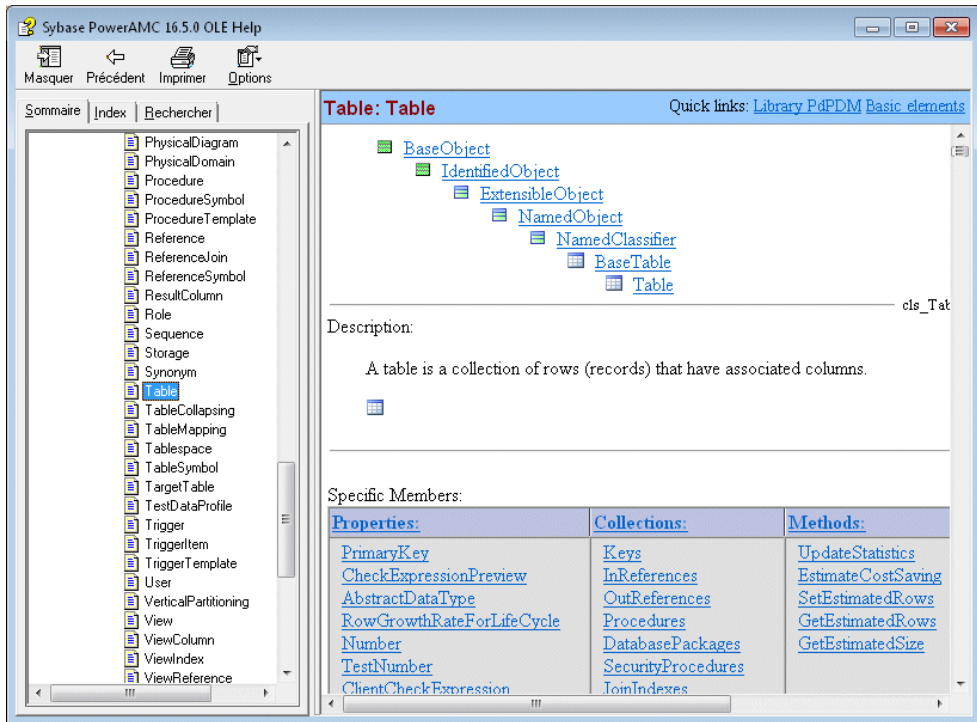 Sybase PowerAMC 16.5.0 OLE Help
Masquer Précédent Imprimer Options
Sommaire Index Rechercher
PhysicalDiagram
PhysicalDomain
Procedure
ProcedureSymbol
ProcedureTemplate
Reference
ReferenceJoin
ReferenceSymbol
ResultColumn
Role
Sequence
Storage
Synonym
Table
TableCollapsing
TableMapping
Tablespace
TableSymbol
TargetTable
TestDataProfile
Trigger
TriggerItem
TriggerTemplate
User
VerticalPartitioning
View
ViewColumn
ViewIndex
ViewReference
Table: Table Quick links: Library PdPDM Basic elements
BaseObject
IdentifiedObject
ExtensibleObject
NamedObject
NamedClassifier
BaseTable
Table
cls_Tab
Description:
A table is a collection of rows (records) that have associated columns.
Specific Members:
Properties: Collections: Methods:
PrimaryKey Keys UpdateStatistics
CheckExpressionPreview InReferences EstimateCostSaving
AbstractDataType OutReferences SetEstimatedRows
RowGrowthRateForLifeCycle Procedures GetEstimatedRows
Number DatabasePackages GetEstimatedSize
TestNumber SecurityProcedures
ClientCheckExpression JoinIndexes